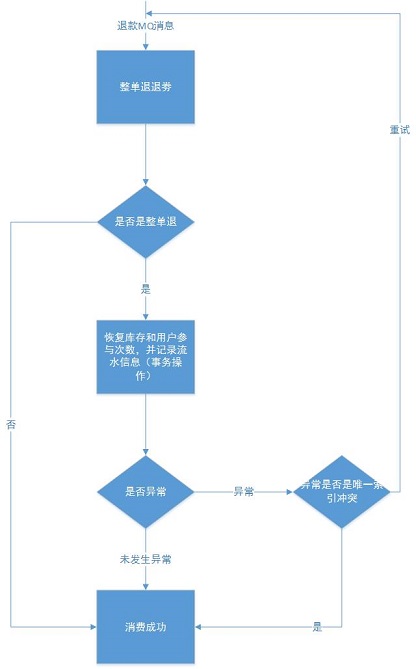 退款MQ消息
整单退退券
重试
是否是整单退
是
恢复库存和用户参
与次数，并记录流
水信息（事务操
作）
否
是否异常
异常
异常是否是唯一索
引冲突
未发生异常
消费成功
是